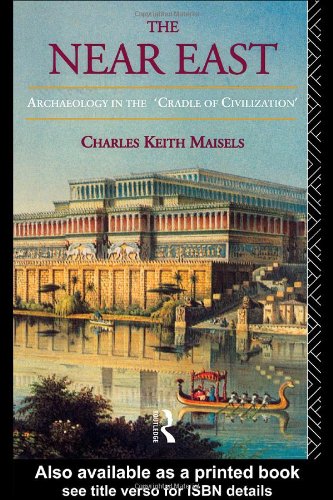 THE
NEAR EAST
ARCHAEOLOGY IN THE ‘CRADLE OF CIVILIZATION’
CHARLES KEITH MAISELS
ROUTLEDGE
Also available as a printed book
see title verso for ISBN details